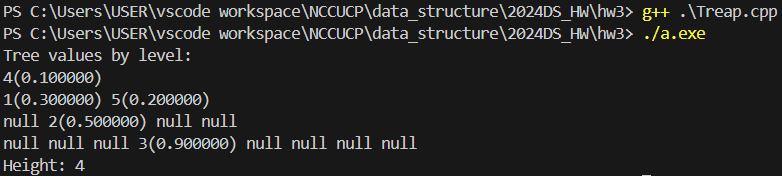 PS C:\Users\USER\vscode workspace\NCCUCP\data_structure\2024DS_HW\hw3> g++ .\Treap.cpp
PS C:\Users\USER\vscode workspace\NCCUCP\data_structure\2024DS_HW\hw3> ./a.exe
Tree values by level:
4(0.100000)
1(0.300000) 5(0.200000)
null 2(0.500000) null null
null null null 3(0.900000) null null null null
Height: 4